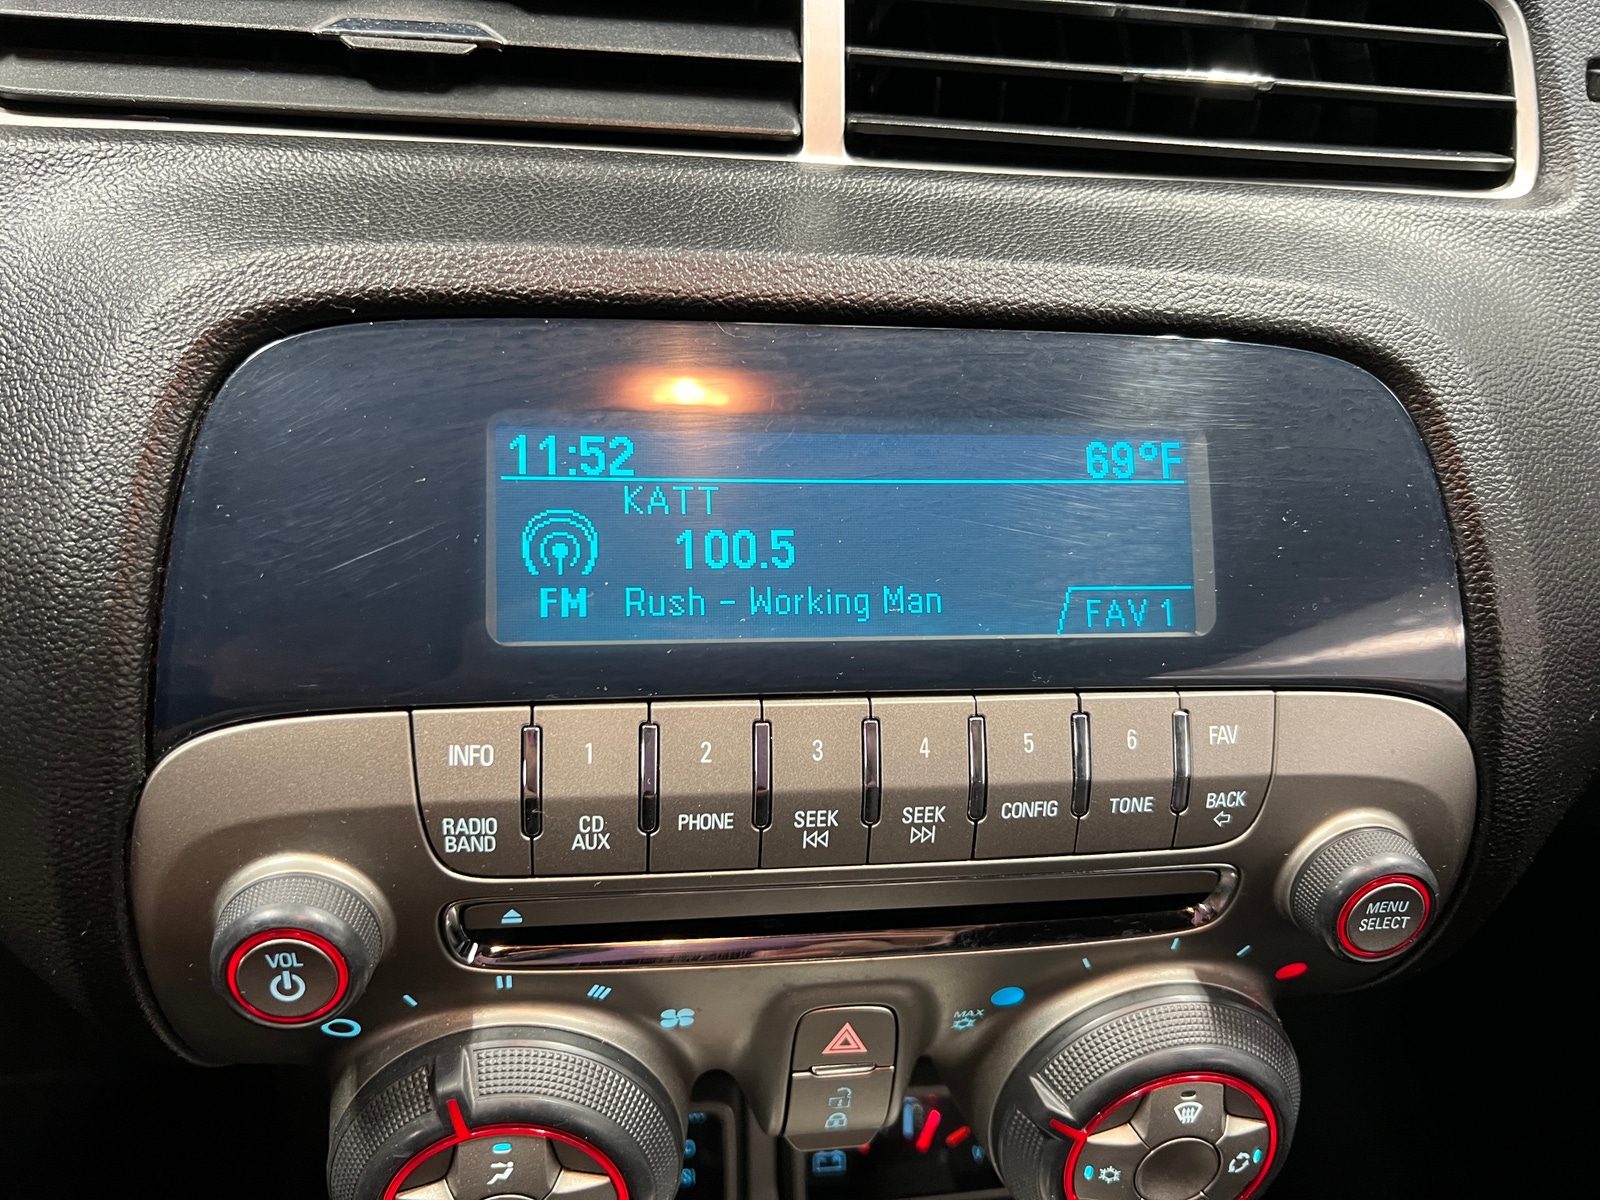 11:52 69°F
KATT
100.5
FM Rush - Working Man FAV 1
INFO 1 2 3 4 5 6 FAV
RADIO BAND CD AUX PHONE SEEK SEEK CONFIG TONE BACK
VOL
MENU SELECT
MAX